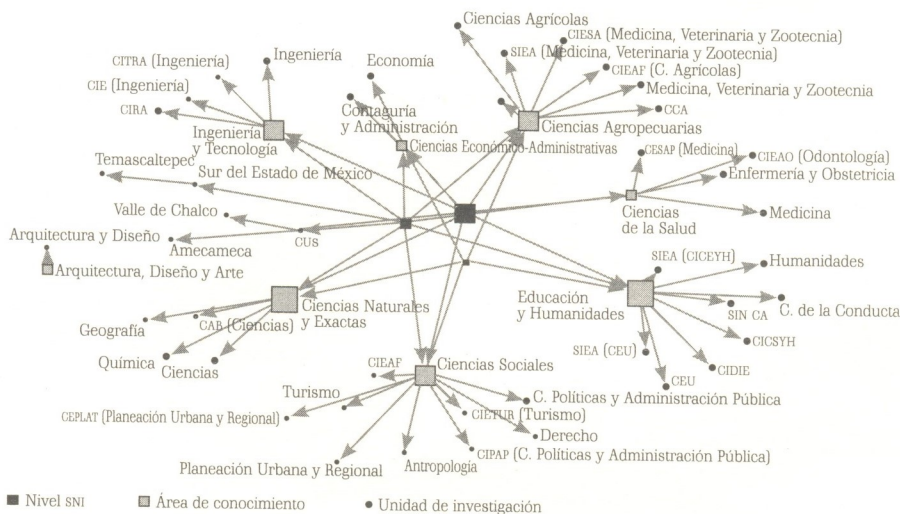 Ciencias Agrícolas
CIESA (Medicina, Veterinaria y Zootecnia)
SIEA (Medicina, Veterinaria y Zootecnia)
CIEAF (C. Agrícolas)
Medicina, Veterinaria y Zootecnia
CCA
Ciencias Agropecuarias
CITRA (Ingeniería)
Ingeniería
CIE (Ingeniería)
CIRA
Ingeniería
y Tecnología
Economía
Contaguría
y Administración
Ciencias Económico-Administrativas
CESAP (Medicina)
CIEAO (Odontología)
Enfermería y Obstetricia
Medicina
Ciencias
de la Salud
Temascaltepec
Sur del Estado de México
Valle de Chalco
CUS
Amecameca
Arquitectura y Diseño
Arquitectura, Diseño y Arte
Ciencias Naturales
y Exactas
CAB (Ciencias)
Geografía
Química
Ciencias
Educación
y Humanidades
SIEA (CICEYH)
Humanidades
C. de la Conducta
SIN CA
CICSYH
CIDIE
CEU
SIEA (CEU)
Ciencias Sociales
CIEAF
Turismo
CEPLAT (Planeación Urbana y Regional)
Planeación Urbana y Regional
Antropología
C. Políticas y Administración Pública
CIETUR (Turismo)
Derecho
CIPAP (C. Políticas y Administración Pública)
Nivel SNI
Área de conocimiento
Unidad de investigación